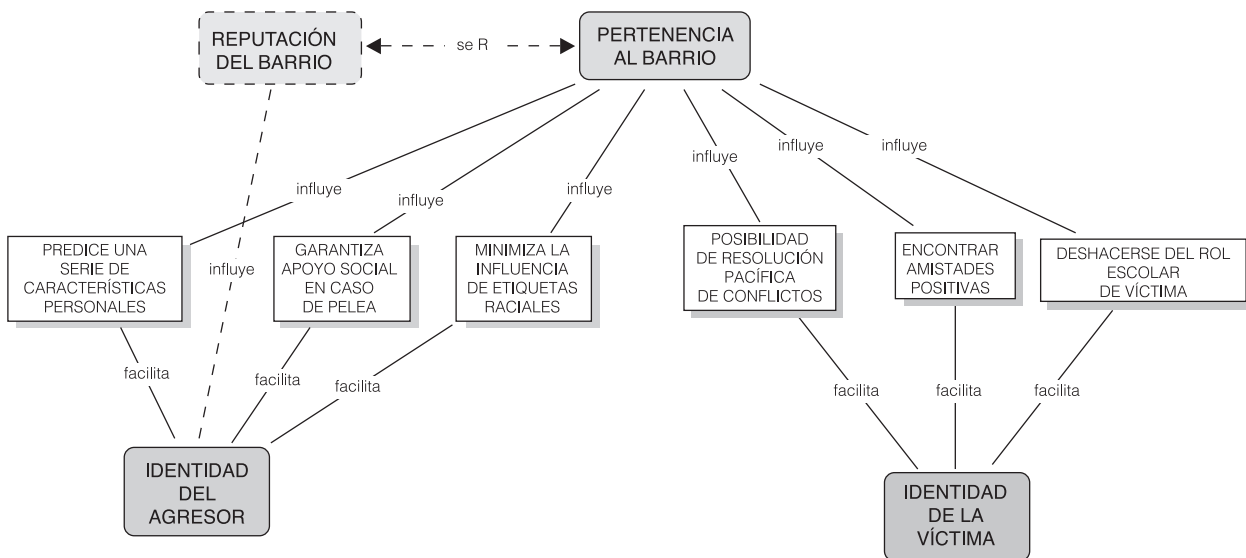 REPUTACIÓN
DEL BARRIO
se R
PERTENENCIA
AL BARRIO
influye
influye
influye
influye
influye
influye
PREDICE UNA
SERIE DE
CARACTERÍSTICAS
PERSONALES
influye
GARANTIZA
APOYO SOCIAL
EN CASO
DE PELEA
MINIMIZA LA
INFLUENCIA
DE ETIQUETAS
RACIALES
POSIBILIDAD
DE RESOLUCIÓN
PACÍFICA
DE CONFLICTOS
ENCONTRAR
AMISTADES
POSITIVAS
DESHACERSE DEL ROL
ESCOLAR
DE VÍCTIMA
facilita
facilita
facilita
facilita
facilita
facilita
IDENTIDAD
DEL
AGRESOR
IDENTIDAD
DE LA
VÍCTIMA